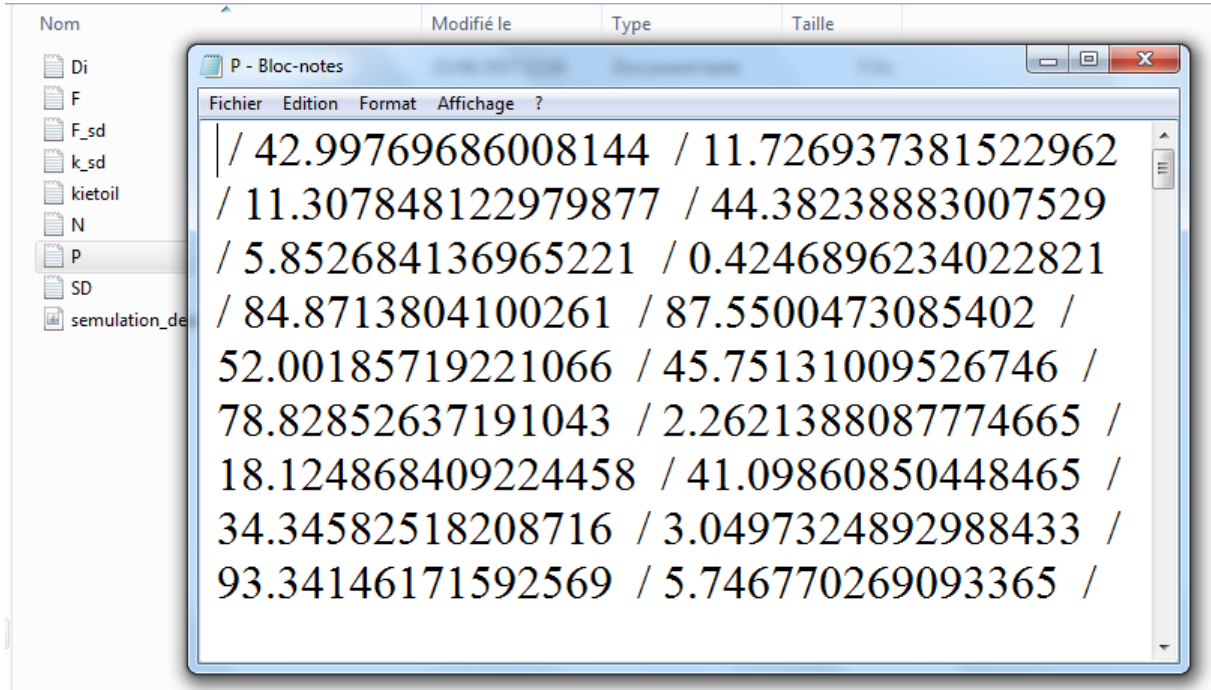 Nom Modifié le Type Taille
Di
F
F_sd
k_sd
kietoil
N
P
SD
semulation_de
P - Bloc-notes
Fichier Edition Format Affichage ?
/ 42.99769686008144 / 11.726937381522962
/ 11.307848122979877 / 44.38238883007529
/ 5.852684136965221 / 0.4246896234022821
/ 84.8713804100261 / 87.5500473085402 /
52.00185719221066 / 45.75131009526746 /
78.82852637191043 / 2.2621388087774665 /
18.124868409224458 / 41.09860850448465 /
34.34582518208716 / 3.0497324892988433 /
93.34146171592569 / 5.746770269093365 /